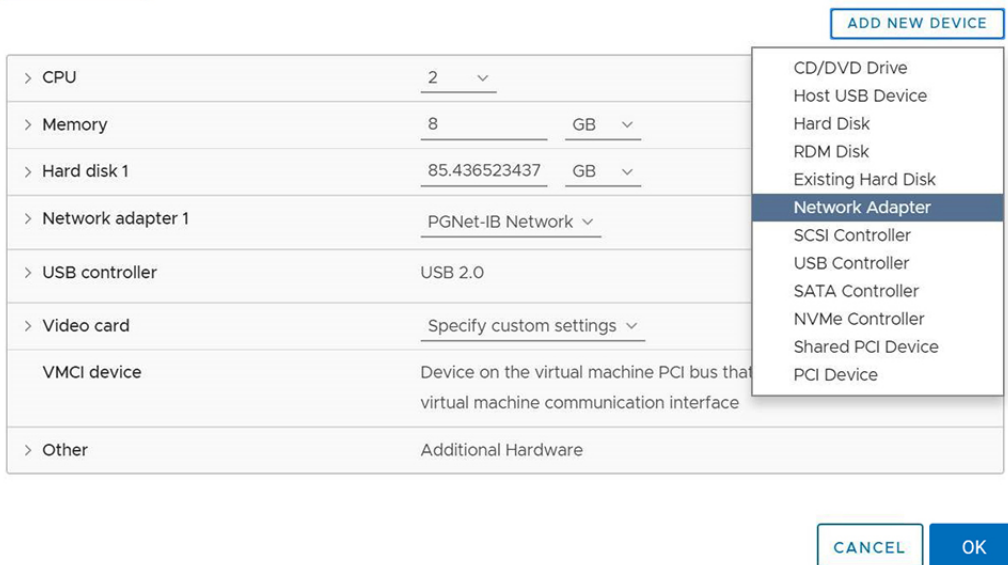 ADD NEW DEVICE
CPU 2
Memory 8 GB
Hard disk 1 85.436523437 GB
Network adapter 1 PGNet-IB Network
USB controller USB 2.0
Video card Specify custom settings
VMCI device Device on the virtual machine PCI bus that
virtual machine communication interface
Other Additional Hardware
CD/DVD Drive
Host USB Device
Hard Disk
RDM Disk
Existing Hard Disk
Network Adapter
SCSI Controller
USB Controller
SATA Controller
NVMe Controller
Shared PCI Device
PCI Device
CANCEL OK